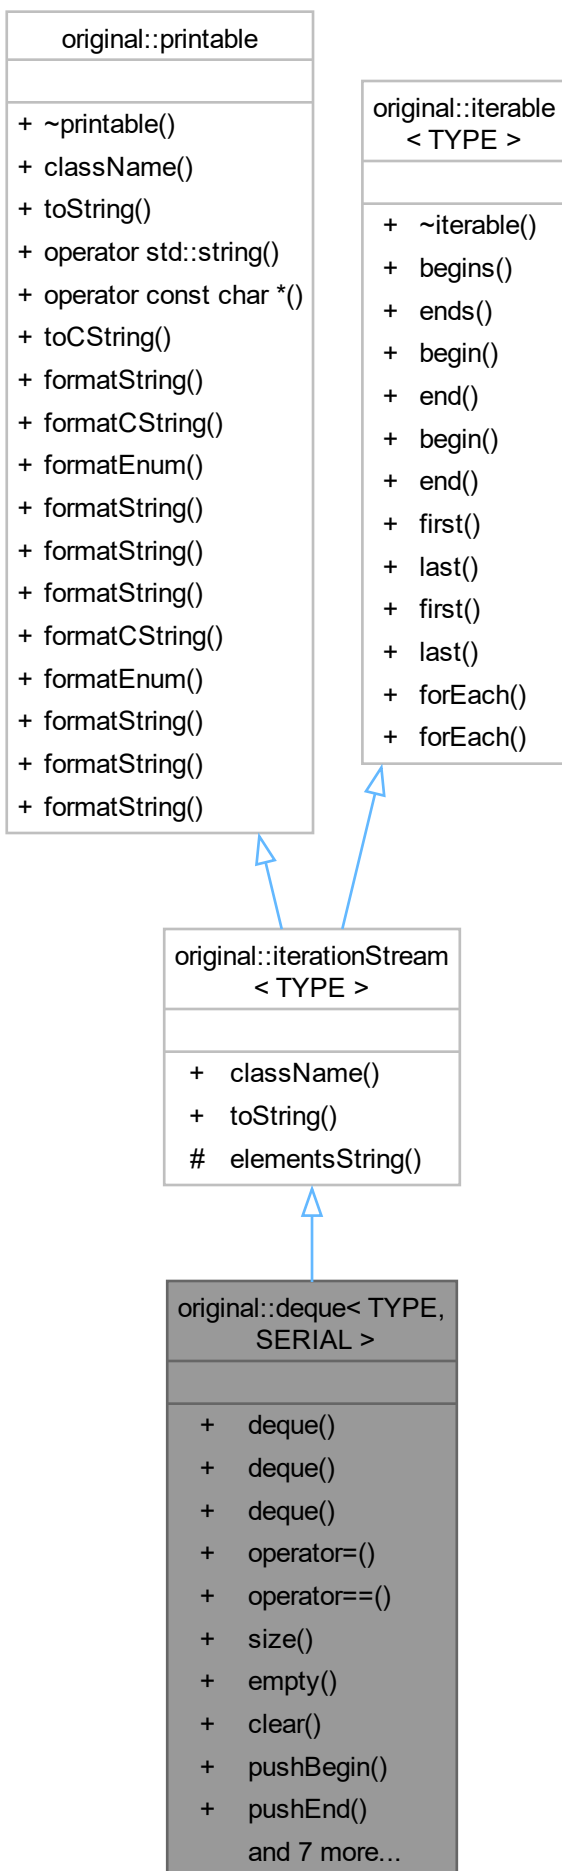 original::printable
+ ~printable()
+ className()
+ toString()
+ operator std::string()
+ operator const char *()
+ toCString()
+ formatString()
+ formatCString()
+ formatEnum()
+ formatString()
+ formatString()
+ formatString()
+ formatCString()
+ formatEnum()
+ formatString()
+ formatString()
+ formatString()
original::iterable
< TYPE >
+ ~iterable()
+ begins()
+ ends()
+ begin()
+ end()
+ begin()
+ end()
+ first()
+ last()
+ first()
+ last()
+ forEach()
+ forEach()
original::iterationStream
< TYPE >
+ className()
+ toString()
# elementsString()
original::deque< TYPE,
SERIAL >
+ deque()
+ deque()
+ deque()
+ operator=()
+ operator==()
+ size()
+ empty()
+ clear()
+ pushBegin()
+ pushEnd()
and 7 more...